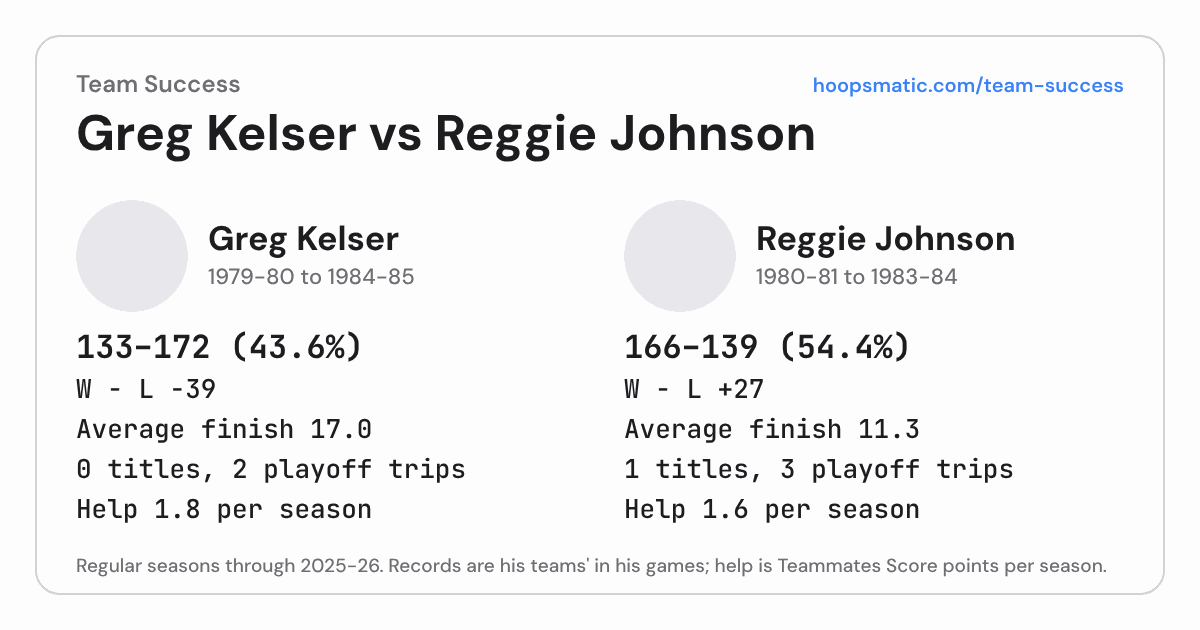 Team Success
hoopsmatic.com/team-success
Greg Kelser vs Reggie Johnson
Greg Kelser
1979-80 to 1984-85
133-172 (43.6%)
W - L -39
Average finish 17.0
0 titles, 2 playoff trips
Help 1.8 per season
Reggie Johnson
1980-81 to 1983-84
166-139 (54.4%)
W - L +27
Average finish 11.3
1 titles, 3 playoff trips
Help 1.6 per season
Regular seasons through 2025-26. Records are his teams' in his games; help is Teammates Score points per season.